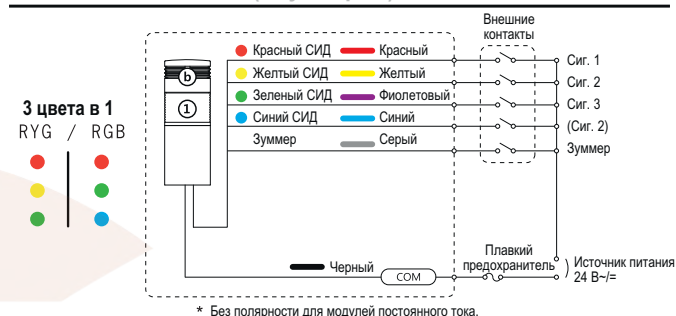 Внешние
контакты
Красный СИД Красный Сиг. 1
Желтый СИД Желтый Сиг. 2
Зеленый СИД Фиолетовый Сиг. 3
Синий СИД Синий (Сиг. 2)
Зуммер Серый Зуммер
b
1
3 цвета в 1
RYG / RGB
Плавкий
предохранитель
Источник питания
24 В~/=
Черный
COM
* Без полярности для модулей постоянного тока.